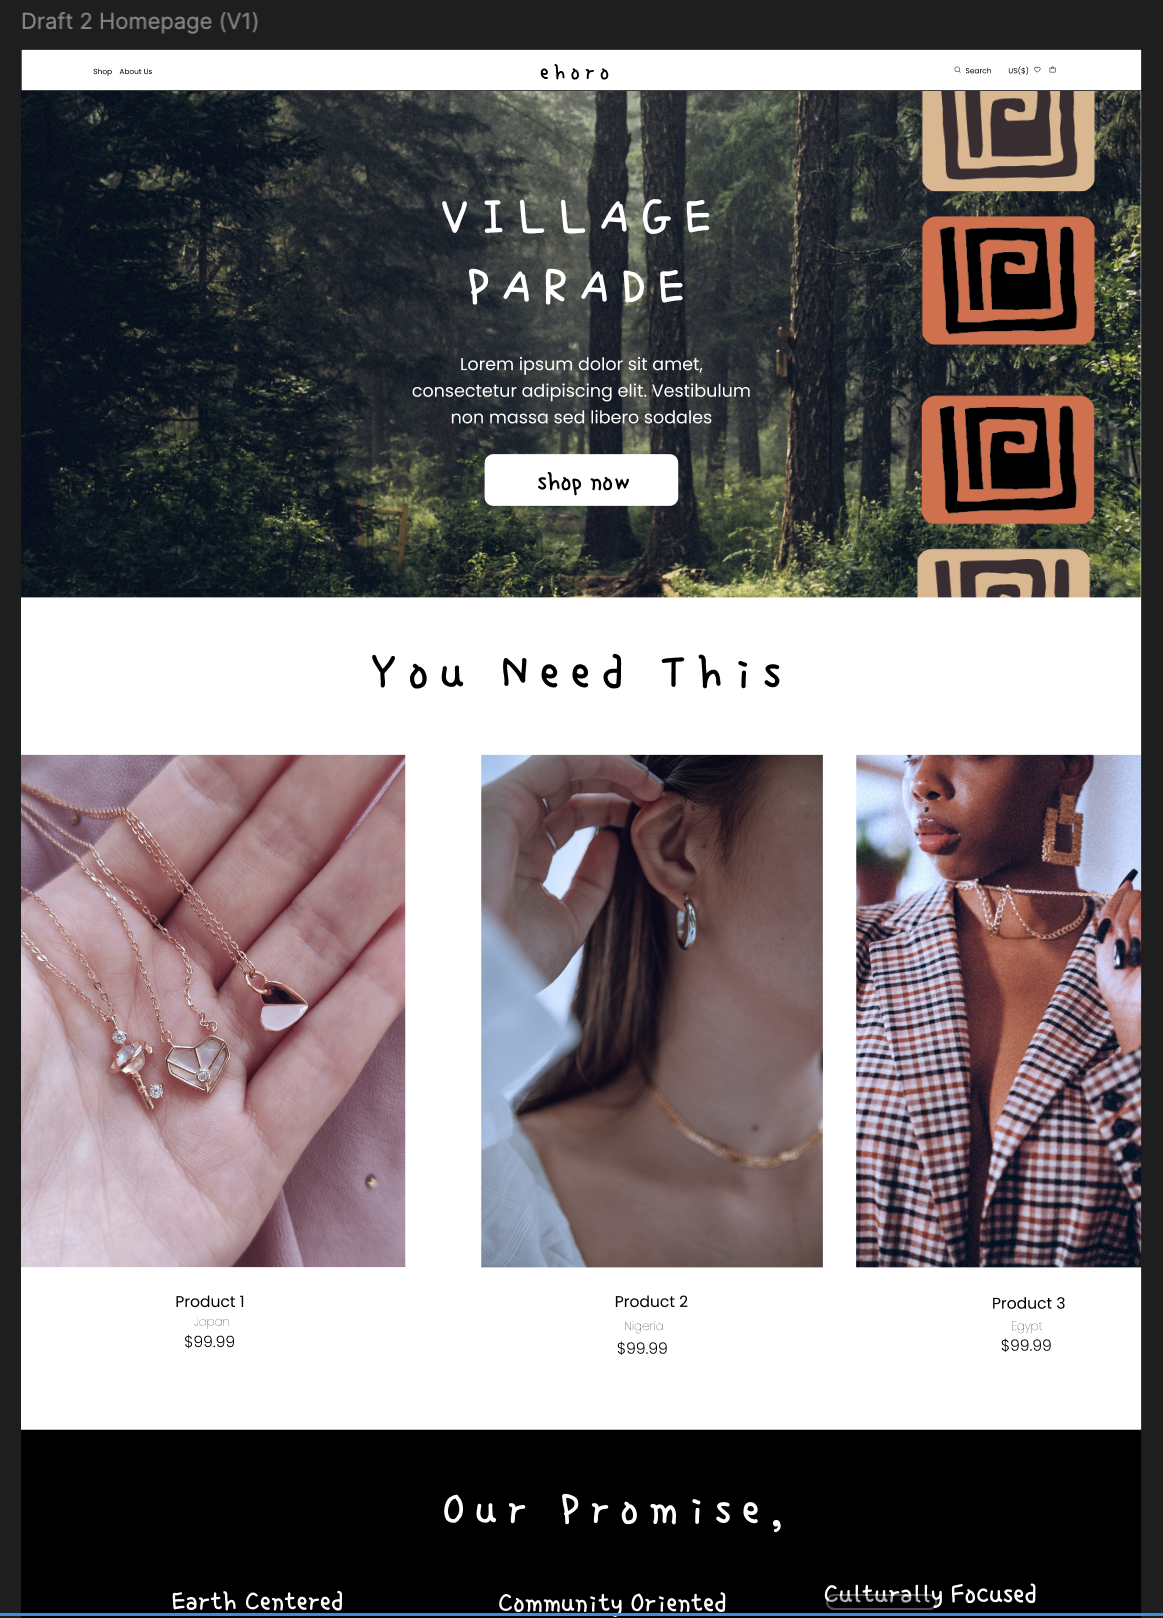 Draft 2 Homepage (V1)
Shop About Us
ehoro
Search US($)
VILLAGE
PARADE
Lorem ipsum dolor sit amet,
consectetur adipiscing elit. Vestibulum
non massa sed libero sodales
shop now
You Need This
Product 1
Japan
$99.99
Product 2
Nigeria
$99.99
Product 3
Egypt
$99.99
Our Promise,
Earth Centered
Community Oriented
Culturally Focused